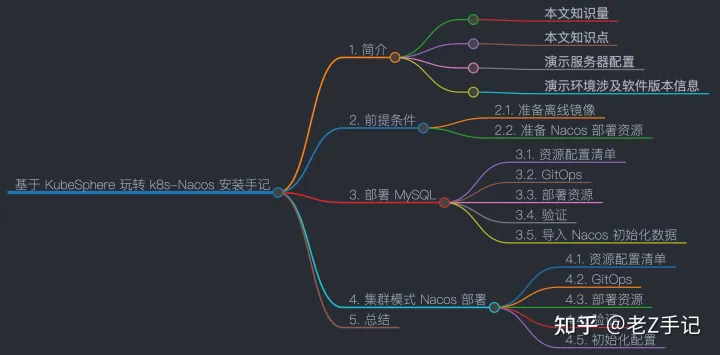 基于 KubeSphere 玩转 k8s-Nacos 安装手记
1. 简介
本文知识量
本文知识点
演示服务器配置
演示环境涉及软件版本信息
2. 前提条件
2.1. 准备离线镜像
2.2. 准备 Nacos 部署资源
3. 部署 MySQL
3.1. 资源配置清单
3.2. GitOps
3.3. 部署资源
3.4. 验证
3.5. 导入 Nacos 初始化数据
4. 集群模式 Nacos 部署
4.1. 资源配置清单
4.2. GitOps
4.3. 部署资源
验证
4.5. 初始化配置
5. 总结
知乎 @老Z手记